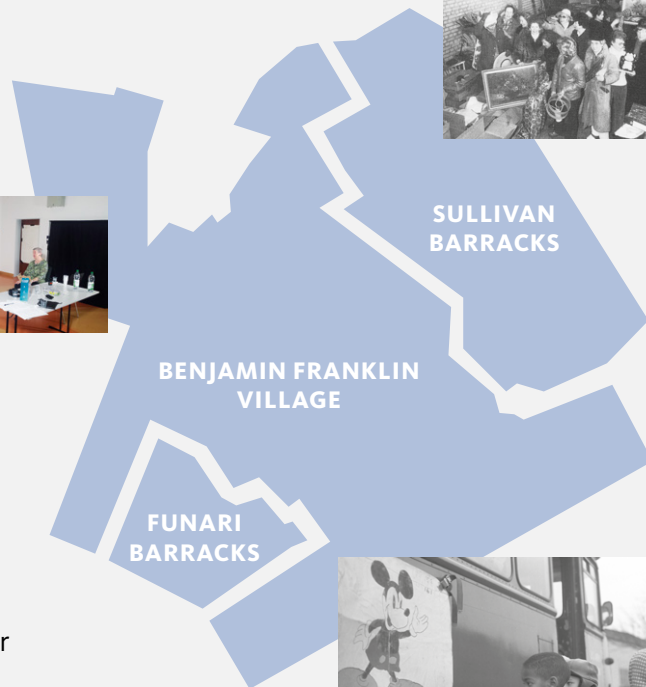 SULLIVAN
BARRACKS
BENJAMIN FRANKLIN
VILLAGE
FUNARI
BARRACKS
r